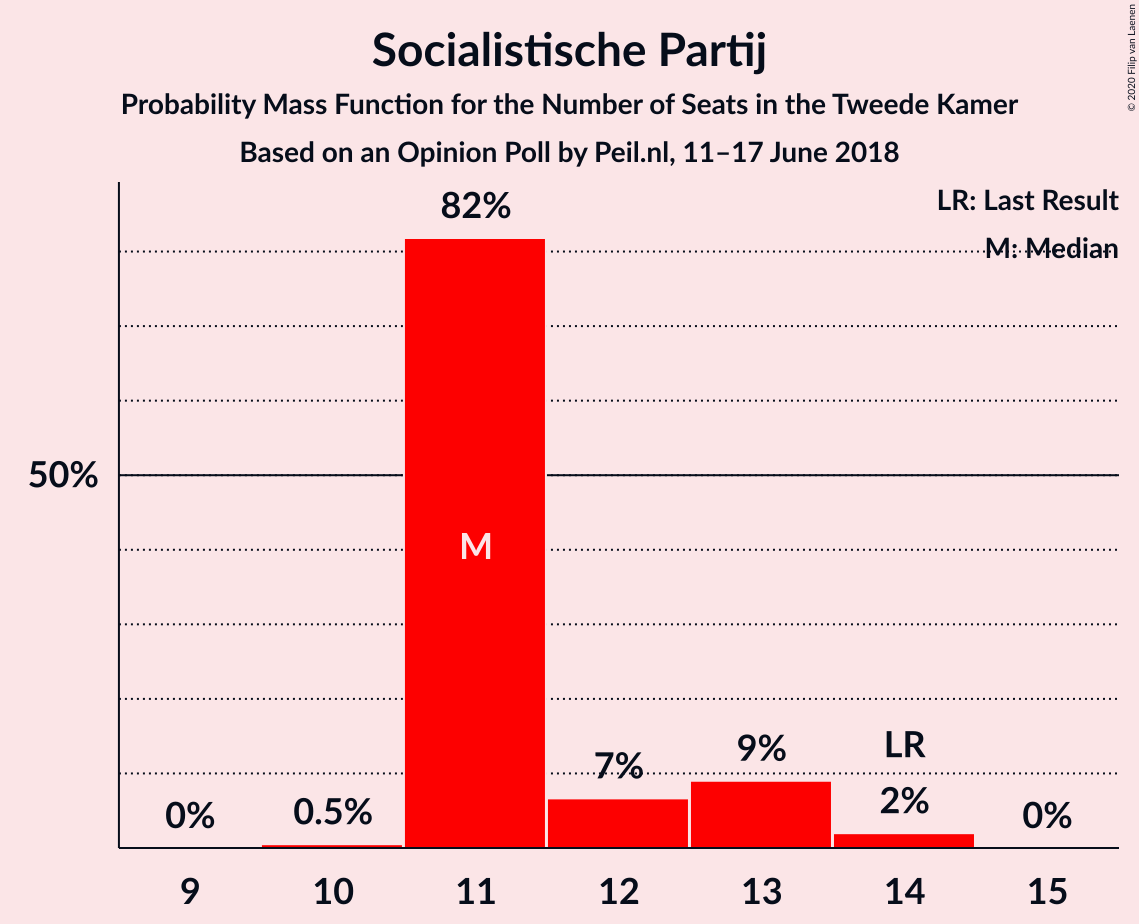 Socialistische Partij
Probability Mass Function for the Number of Seats in the Tweede Kamer
Based on an Opinion Poll by Peil.nl, 11–17 June 2018
© 2020 Filip van Laenen
LR: Last Result
M: Median
82%
50%
M
0%
0.5%
7%
9%
LR
2%
0%
9
10
11
12
13
14
15